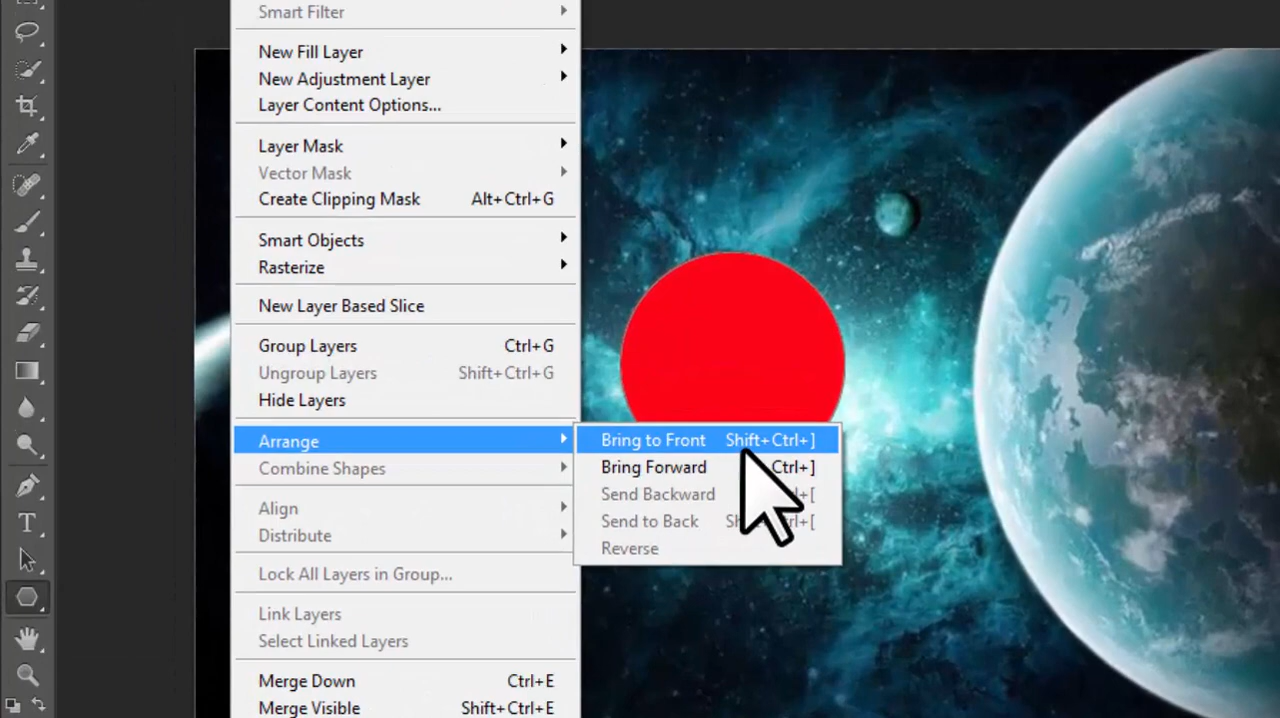 Smart Filter
New Fill Layer
New Adjustment Layer
Layer Content Options...
Layer Mask
Vector Mask
Create Clipping Mask Alt+Ctrl+G
Smart Objects
Rasterize
New Layer Based Slice
Group Layers Ctrl+G
Ungroup Layers Shift+Ctrl+G
Hide Layers
Arrange
Bring to Front Shift+Ctrl+]
Bring Forward Ctrl+]
Send Backward
Send to Back
Reverse
Combine Shapes
Align
Distribute
Lock All Layers in Group...
Link Layers
Select Linked Layers
Merge Down Ctrl+E
Merge Visible Shift+Ctrl+E